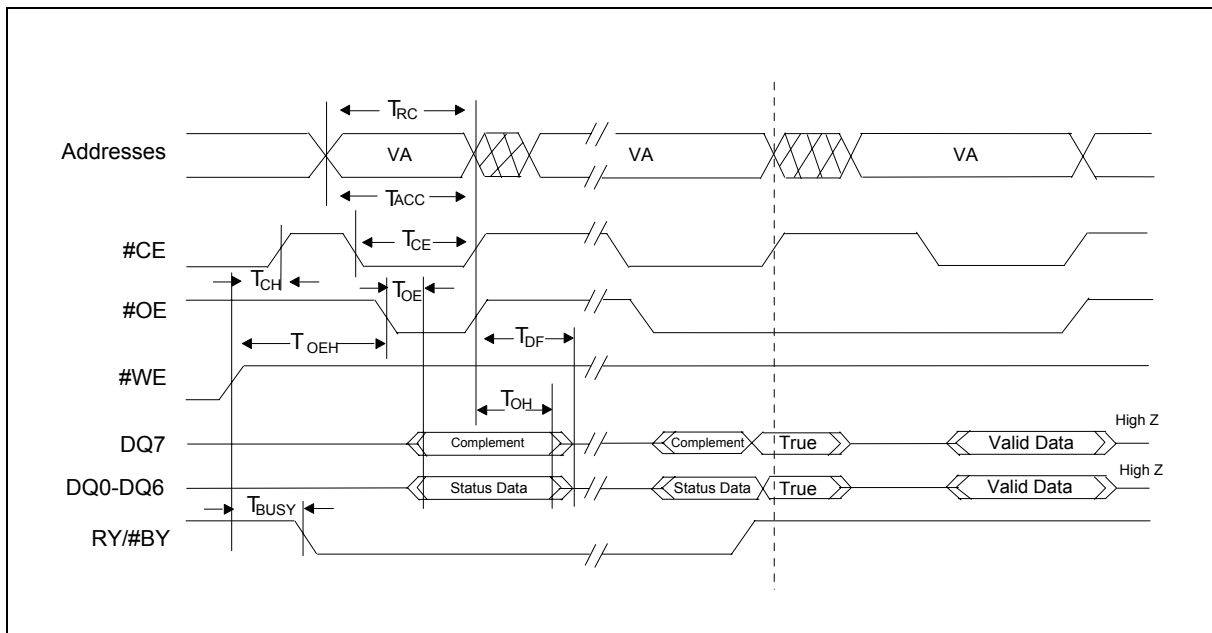 TRC
Addresses VA VA VA
TACC
#CE TCE
TCH TOE
#OE
TOEH TDF
#WE
TOH
High Z
DQ7 Complement Complement True Valid Data
High Z
DQ0-DQ6 Status Data Status Data True Valid Data
TBUSY
RY/#BY